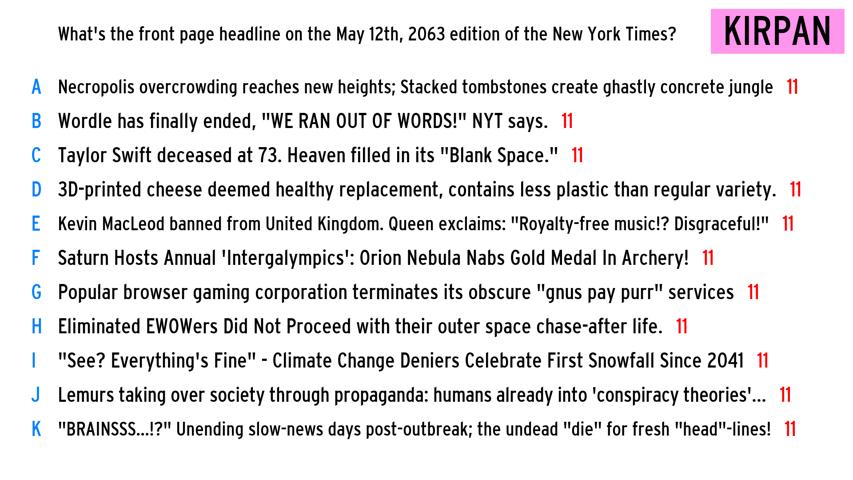 What's the front page headline on the May 12th, 2063 edition of the New York Times?
KIRPAN
A Necropolis overcrowding reaches new heights; Stacked tombstones create ghastly concrete jungle 11
B Wordle has finally ended, "WE RAN OUT OF WORDS!" NYT says. 11
C Taylor Swift deceased at 73. Heaven filled in its "Blank Space." 11
D 3D-printed cheese deemed healthy replacement, contains less plastic than regular variety. 11
E Kevin MacLeod banned from United Kingdom. Queen exclaims: "Royalty-free music!? Disgraceful!" 11
F Saturn Hosts Annual 'Intergalympics': Orion Nebula Nabs Gold Medal In Archery! 11
G Popular browser gaming corporation terminates its obscure "gnus pay purr" services 11
H Eliminated EWOWers Did Not Proceed with their outer space chase-after life. 11
I "See? Everything's Fine" - Climate Change Deniers Celebrate First Snowfall Since 2041 11
J Lemurs taking over society through propaganda: humans already into 'conspiracy theories'... 11
K "BRAINSSS...!?" Unending slow-news days post-outbreak; the undead "die" for fresh "head"-lines! 11